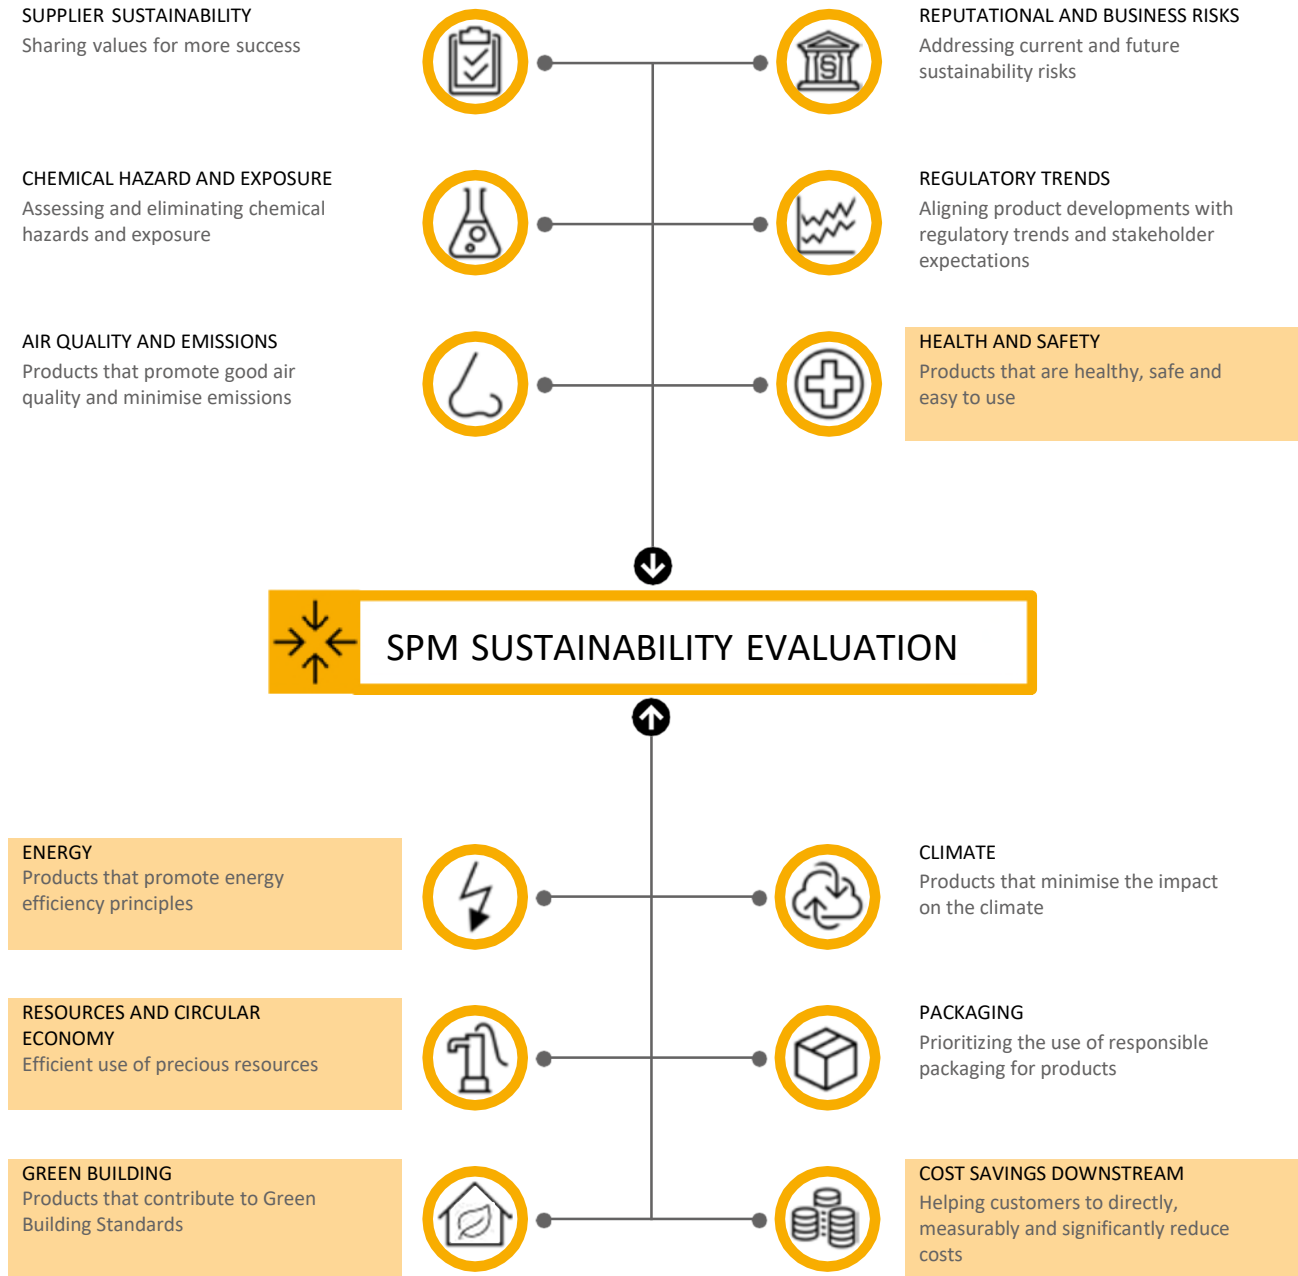 SUPPLIER SUSTAINABILITY
Sharing values for more success
REPUTATIONAL AND BUSINESS RISKS
Addressing current and future
sustainability risks
CHEMICAL HAZARD AND EXPOSURE
Assessing and eliminating chemical
hazards and exposure
REGULATORY TRENDS
Aligning product developments with
regulatory trends and stakeholder
expectations
AIR QUALITY AND EMISSIONS
Products that promote good air
quality and minimise emissions
HEALTH AND SAFETY
Products that are healthy, safe and
easy to use
SPM SUSTAINABILITY EVALUATION
ENERGY
Products that promote energy
efficiency principles
CLIMATE
Products that minimise the impact
on the climate
RESOURCES AND CIRCULAR
ECONOMY
Efficient use of precious resources
PACKAGING
Prioritizing the use of responsible
packaging for products
GREEN BUILDING
Products that contribute to Green
Building Standards
COST SAVINGS DOWNSTREAM
Helping customers to directly,
measurably and significantly reduce
costs